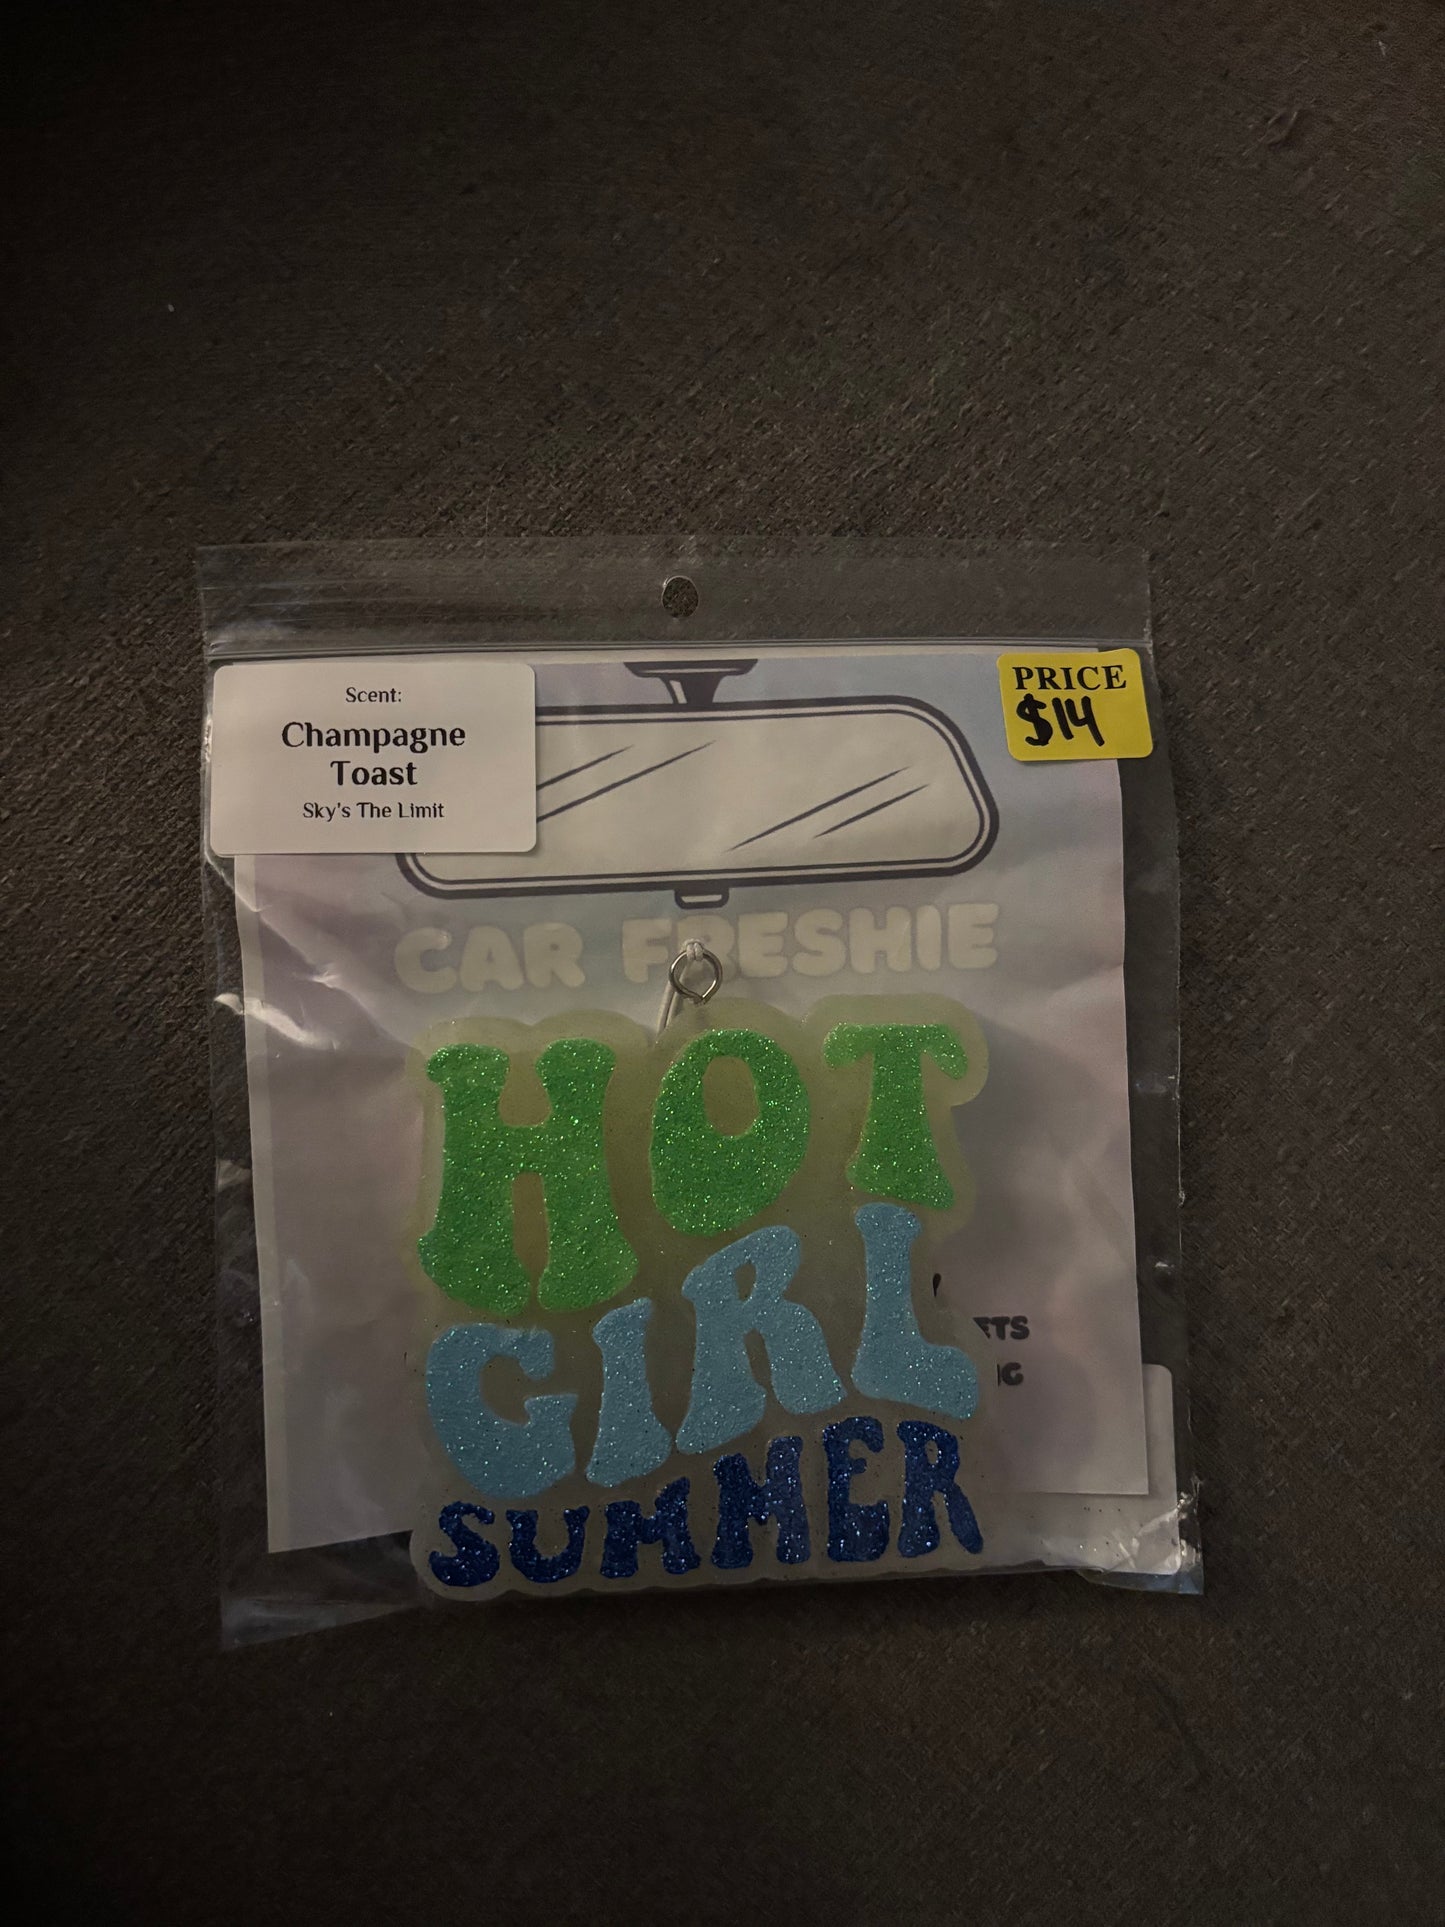 Scent:
Champagne
Toast
Sky's The Limit
PRICE
$14
CAR FRESHIE
HOT
GIRL
SUMMER